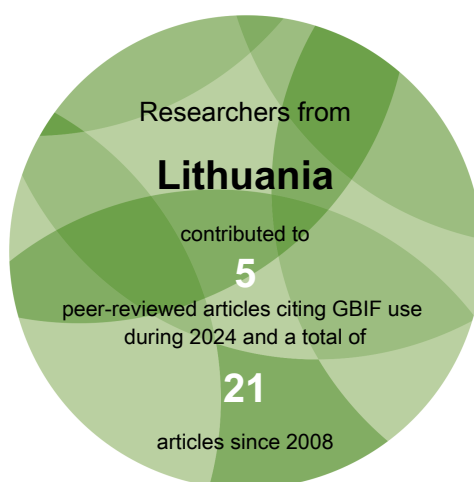 Researchers from
Lithuania
contributed to
5
peer-reviewed articles citing GBIF use
during 2024 and a total of
21
articles since 2008